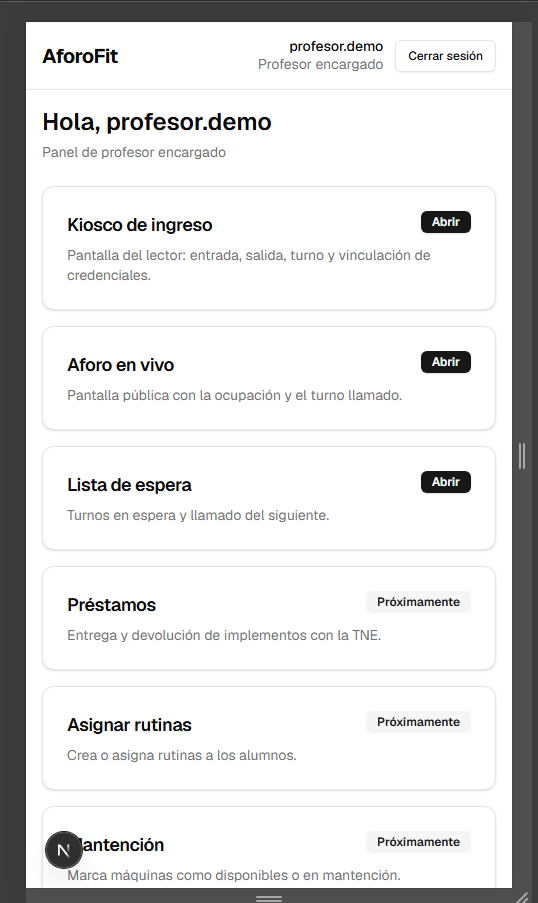 AforoFit
profesor.demo
Profesor encargado
Cerrar sesión
Hola, profesor.demo
Panel de profesor encargado
Kiosco de ingreso
Abrir
Pantalla del lector: entrada, salida, turno y vinculación de
credenciales.
Aforo en vivo
Abrir
Pantalla pública con la ocupación y el turno llamado.
Lista de espera
Abrir
Turnos en espera y llamado del siguiente.
Préstamos
Próximamente
Entrega y devolución de implementos con la TNE.
Asignar rutinas
Próximamente
Crea o asigna rutinas a los alumnos.
N
antención
Próximamente
Marca máquinas como disponibles o en mantención.